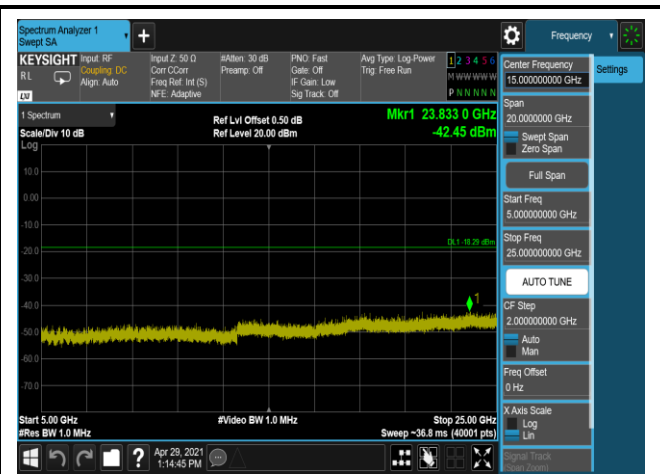 Spectrum Analyzer 1
Swept SA
+
Frequency
KEYSIGHT
RL
LXI
Input: RF
Coupling: DC
Align: Auto
Input Z: 50 Ω
Corr CCorr
Freq Ref: Int (S)
NFE: Adaptive
#Atten: 30 dB
Preamp: Off
PNO: Fast
Gate: Off
IF Gain: Low
Sig Track: Off
Avg Type: Log-Power
Trig: Free Run
1 2 3 4 5 6
M W W W W W
P N N N N N
1 Spectrum
Scale/Div 10 dB
Log
Ref Lvl Offset 0.50 dB
Ref Level 20.00 dBm
Mkr1 23.833 0 GHz
-42.45 dBm
10.0
0.00
-10.0
-20.0
-30.0
-40.0
-50.0
-60.0
-70.0
DL1 -18.29 dBm
1
Start 5.00 GHz
#Res BW 1.0 MHz
#Video BW 1.0 MHz
Stop 25.00 GHz
Sweep ~36.8 ms (40001 pts)
?
Apr 29, 2021
1:14:45 PM
Center Frequency
15.000000000 GHz
Span
20.0000000 GHz
Swept Span
Zero Span
Full Span
Start Freq
5.000000000 GHz
Stop Freq
25.000000000 GHz
AUTO TUNE
CF Step
2.000000000 GHz
Auto
Man
Freq Offset
0 Hz
X Axis Scale
Log
Lin
Signal Track
(Span Zoom)
Settings